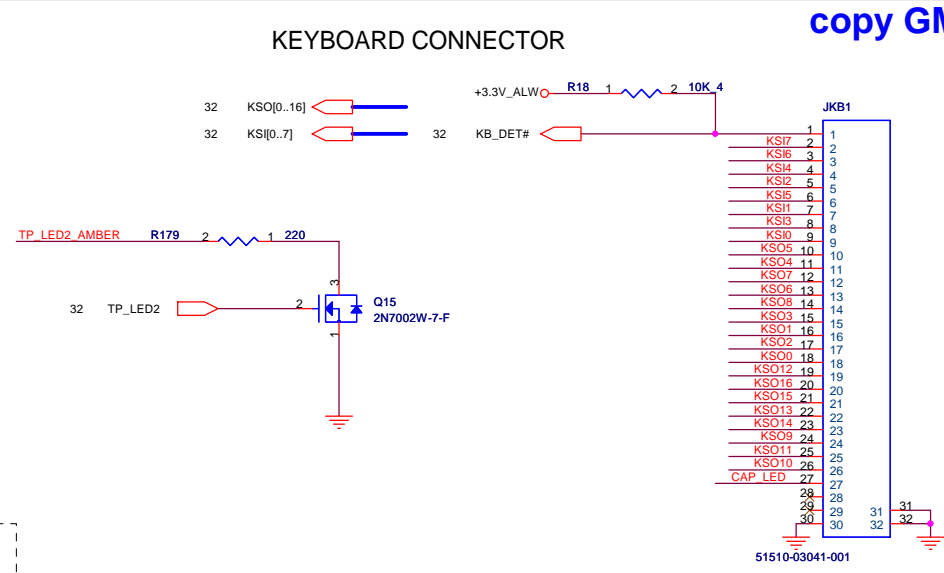 copy GM
KEYBOARD CONNECTOR
+3.3V_ALW R18 1 2 10K_4
JKB1
32 KSO[0..16]
32 KSI[0..7]
32 KB_DET#
1 1
KSI7 2 2
KSI6 3 3
KSI4 4 4
KSI2 5 5
KSI5 6 6
KSI1 7 7
KSI3 8 8
KSI0 9 9
KSO5 10 10
KSO4 11 11
KSO7 12 12
KSO6 13 13
KSO8 14 14
KSO3 15 15
KSO1 16 16
KSO2 17 17
KSO0 18 18
KSO12 19 19
KSO16 20 20
KSO15 21 21
KSO13 22 22
KSO14 23 23
KSO9 24 24
KSO11 25 25
KSO10 26 26
CAP_LED 27 27
28 28
29 29 31 31
30 30 32 32
51510-03041-001
TP_LED2_AMBER R179 2 1 220
3
32 TP_LED2 2
Q15
2N7002W-7-F
1